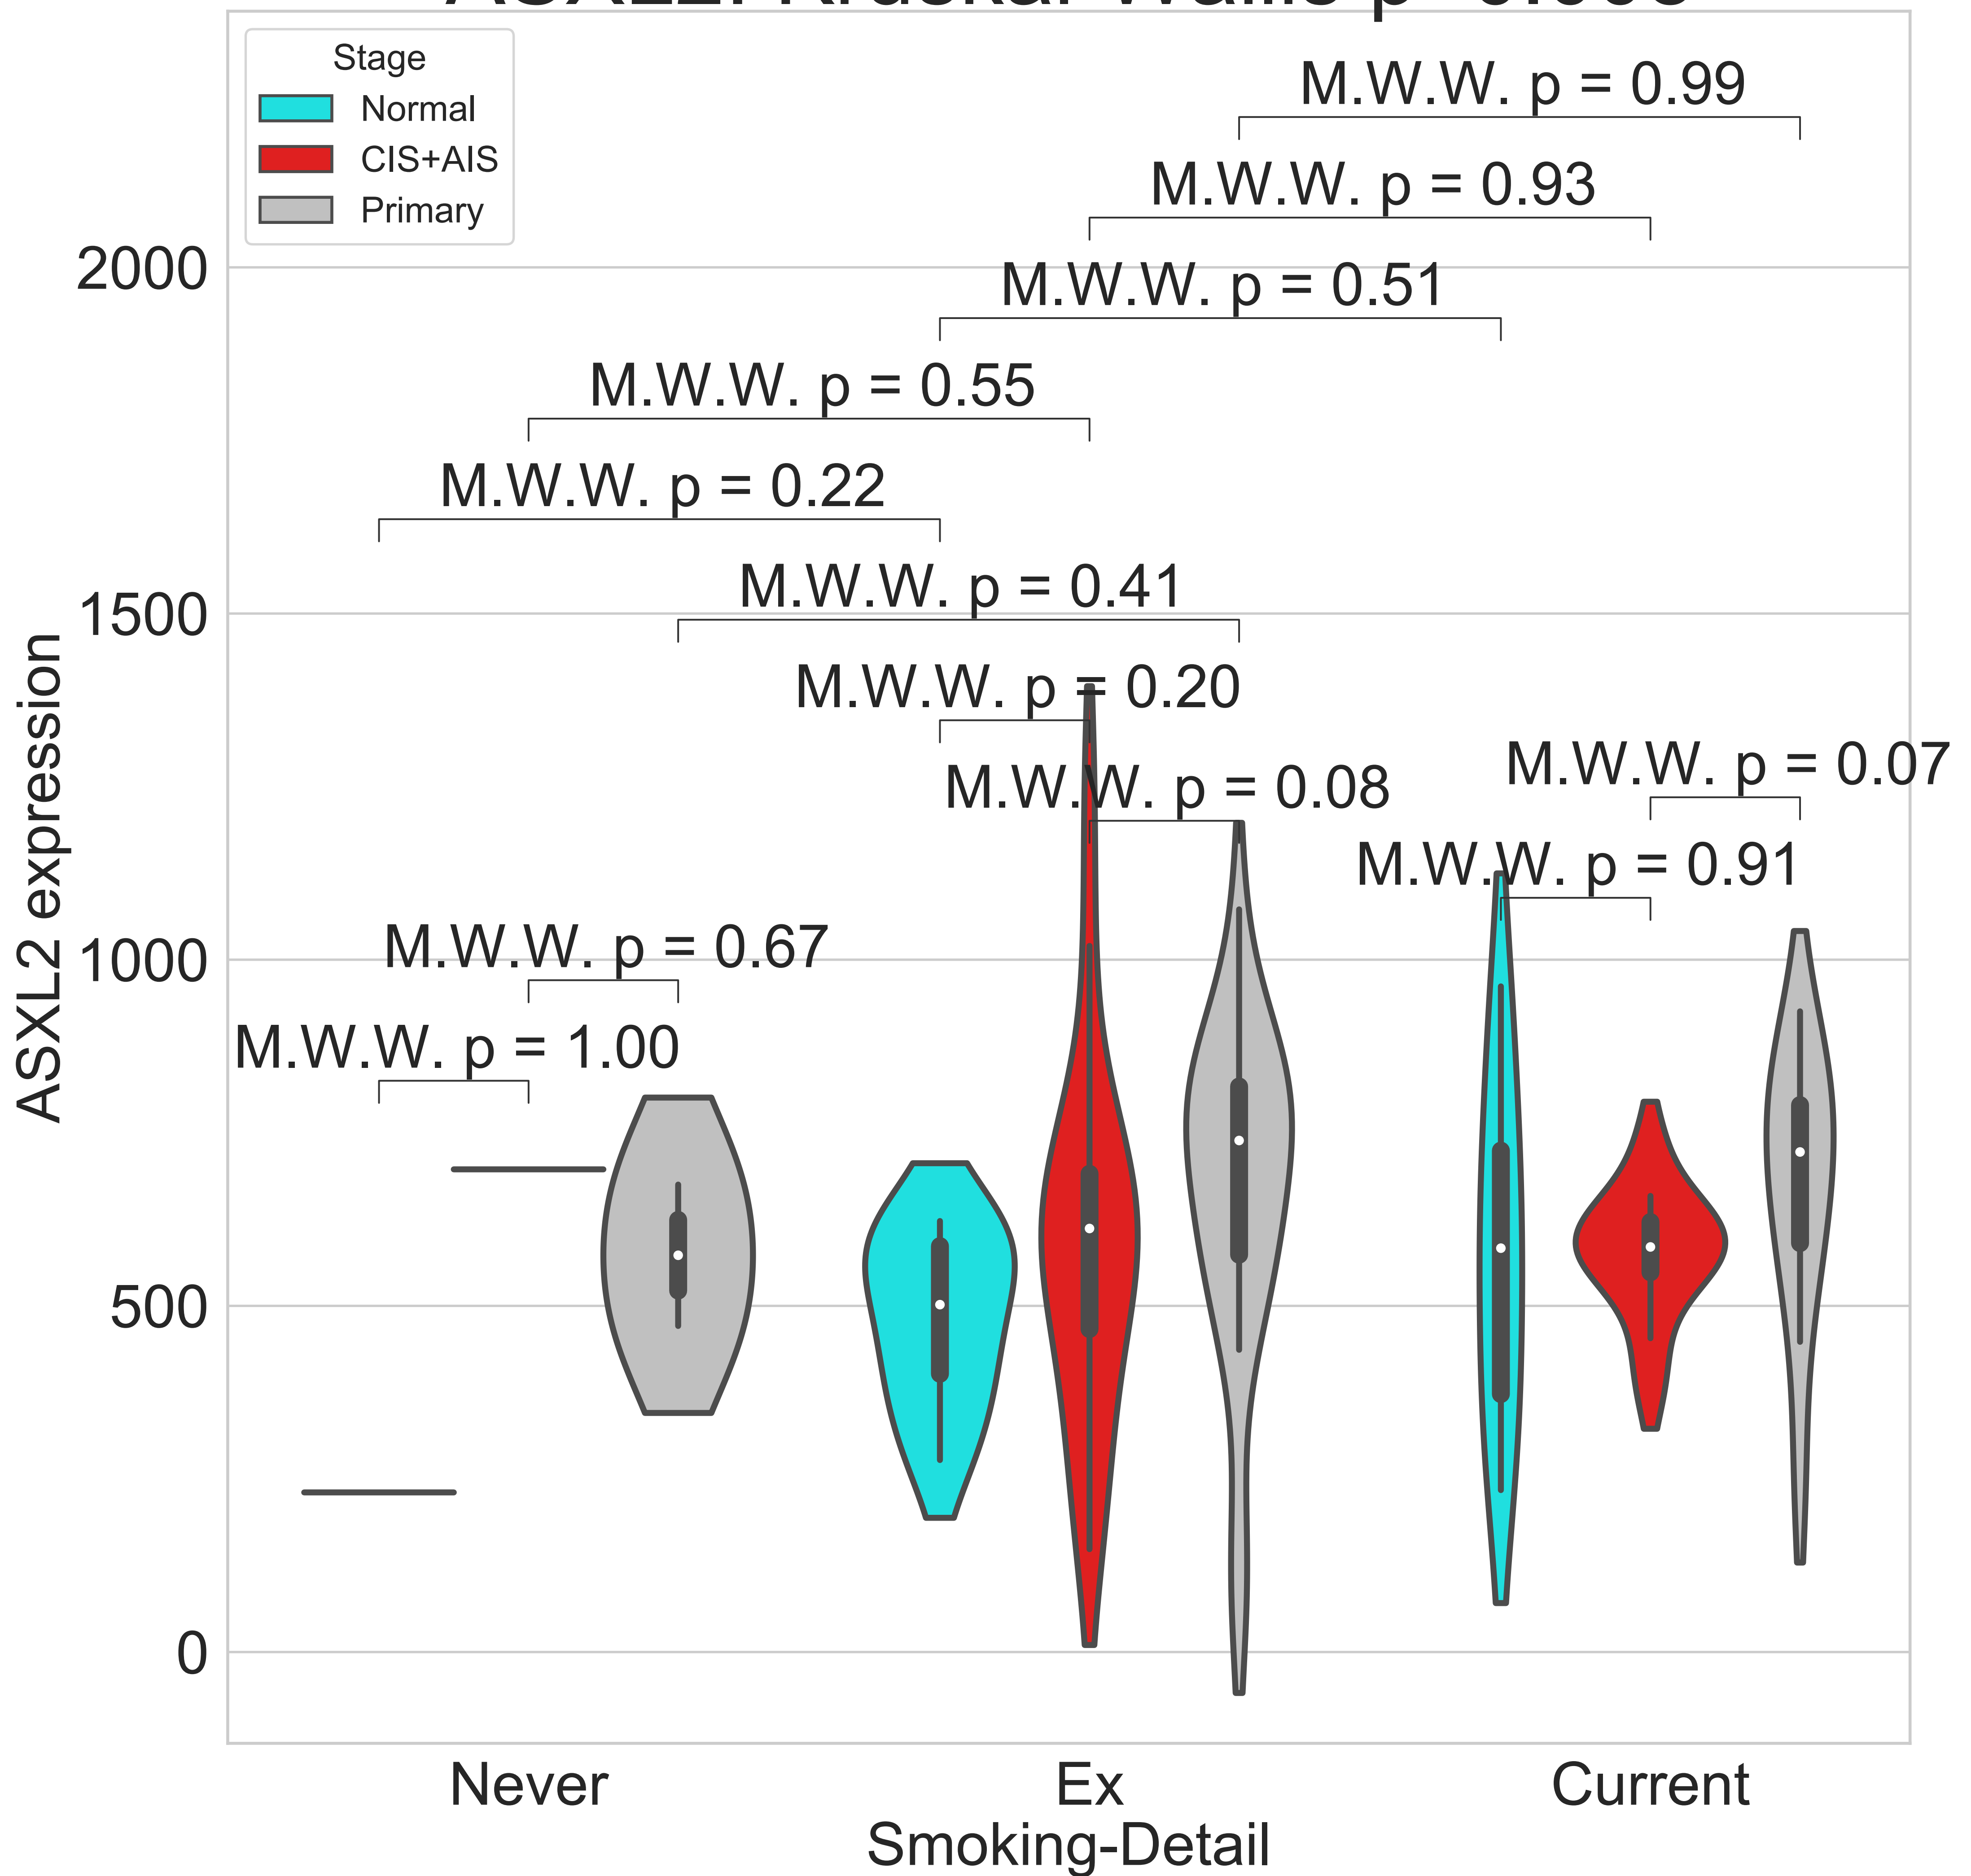 Stage
Normal
CIS+AIS
Primary
M.W.W. p = 0.99
M.W.W. p = 0.93
M.W.W. p = 0.51
M.W.W. p = 0.55
M.W.W. p = 0.22
M.W.W. p = 0.41
M.W.W. p = 0.20
M.W.W. p = 0.08
M.W.W. p = 0.07
M.W.W. p = 0.91
M.W.W. p = 0.67
M.W.W. p = 1.00
2000
1500
1000
500
0
ASXL2 expression
Never
Ex
Current
Smoking-Detail